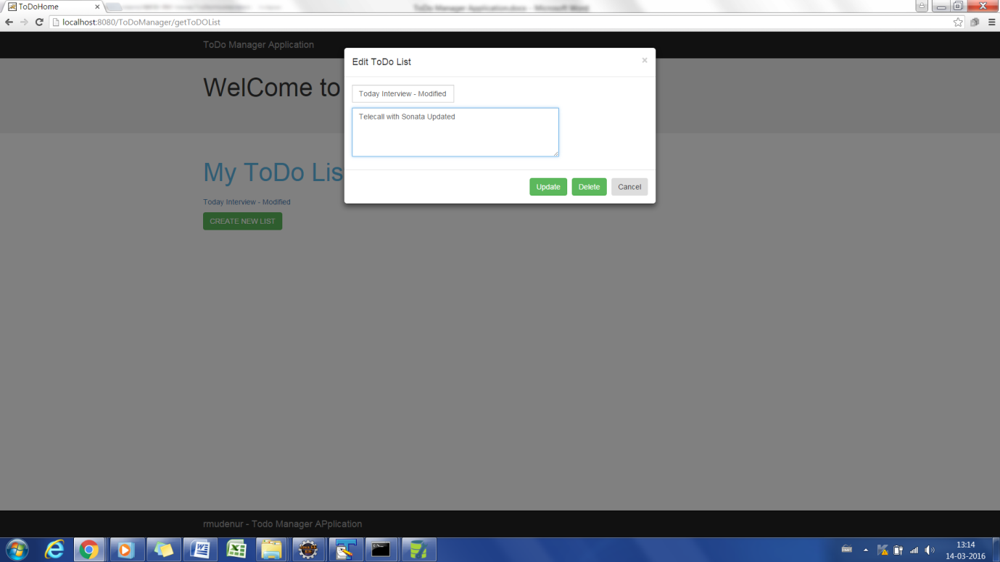 ToDoHome
ToDo Manager Application.docx - Microsoft Word
localhost:8080/ToDoManager/getToDOList
ToDo Manager Application
Edit ToDo List
×
WelCome to
Today Interview - Modified
Telecall with Sonata Updated
My ToDo Lis
Update
Delete
Cancel
Today Interview - Modified
CREATE NEW LIST
rmudenur - Todo Manager APplication
13:14
14-03-2016